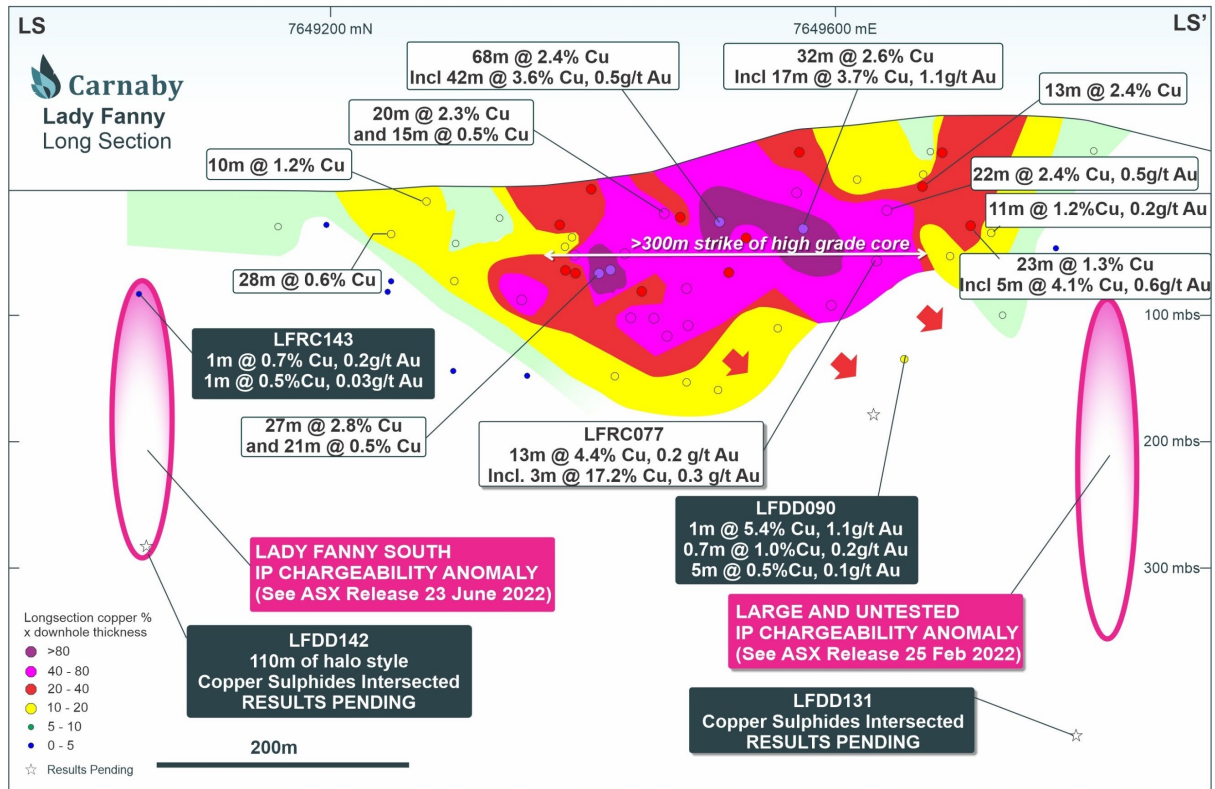 LS
7649200 mN
7649600 mE
LS’
Carnaby
Lady Fanny
Long Section
68m @ 2.4% Cu
Incl 42m @ 3.6% Cu, 0.5g/t Au
32m @ 2.6% Cu
Incl 17m @ 3.7% Cu, 1.1g/t Au
13m @ 2.4% Cu
20m @ 2.3% Cu
and 15m @ 0.5% Cu
10m @ 1.2% Cu
22m @ 2.4% Cu, 0.5g/t Au
11m @ 1.2%Cu, 0.2g/t Au
>300m strike of high grade core
28m @ 0.6% Cu
23m @ 1.3% Cu
Incl 5m @ 4.1% Cu, 0.6g/t Au
100 mbs
LFRC143
1m @ 0.7% Cu, 0.2g/t Au
1m @ 0.5%Cu, 0.03g/t Au
27m @ 2.8% Cu
and 21m @ 0.5% Cu
LFRC077
13m @ 4.4% Cu, 0.2 g/t Au
Incl. 3m @ 17.2% Cu, 0.3 g/t Au
200 mbs
LFDD090
1m @ 5.4% Cu, 1.1g/t Au
0.7m @ 1.0%Cu, 0.2g/t Au
5m @ 0.5%Cu, 0.1g/t Au
LADY FANNY SOUTH
IP CHARGEABILITY ANOMALY
(See ASX Release 23 June 2022)
300 mbs
LARGE AND UNTESTED
IP CHARGEABILITY ANOMALY
(See ASX Release 25 Feb 2022)
LFDD142
110m of halo style
Copper Sulphides Intersected
RESULTS PENDING
LFDD131
Copper Sulphides Intersected
RESULTS PENDING
Longsection copper %
x downhole thickness
>80
40 - 80
20 - 40
10 - 20
5 - 10
0 - 5
Results Pending
200m